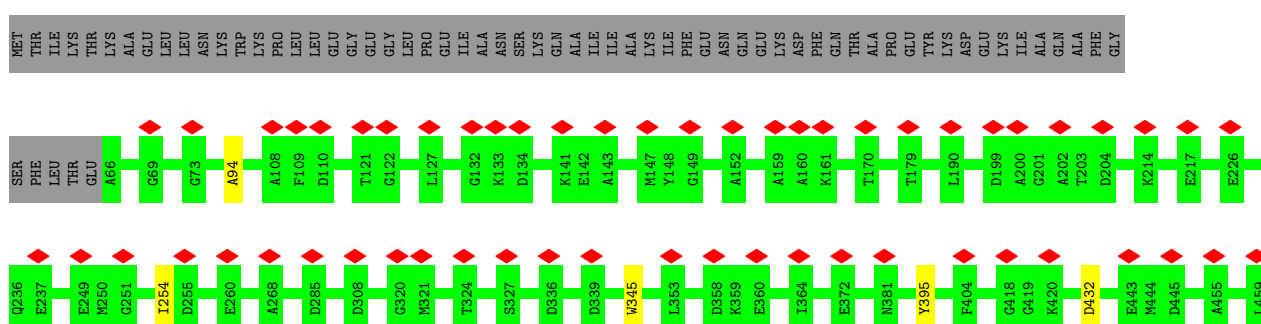 MET THR ILE LYS THR LYS ALA GLU LEU LEU ASN LYS TRP LYS PRO LEU LEU GLU GLY GLU GLY LEU PRO GLU ILE ALA ASN SER LYS GLN ALA ILE ILE ALA LYS ILE PHE GLU ASN GLN GLU LYS ASP PHE GLN THR ALA PRO GLU TYR LYS ASP GLU LYS ILE ALA GLN ALA PHE GLY
SER PHE LEU THR GLU A66 G69 G73 A94 A108 F109 D110 T121 G122 L127 G132 K133 D134 K141 E142 A143 M147 Y148 G149 A152 A159 A160 K161 T170 T179 L190 D199 A200 G201 A202 T203 D204 K214 E217 E226
Q236 E237 E249 M250 G251 I254 D255 E260 A268 D285 D308 G320 M321 T324 S327 D336 D339 W345 L353 D358 K359 E360 I364 E372 N381 Y395 F404 G418 G419 K420 D432 E443 M444 D445 A455